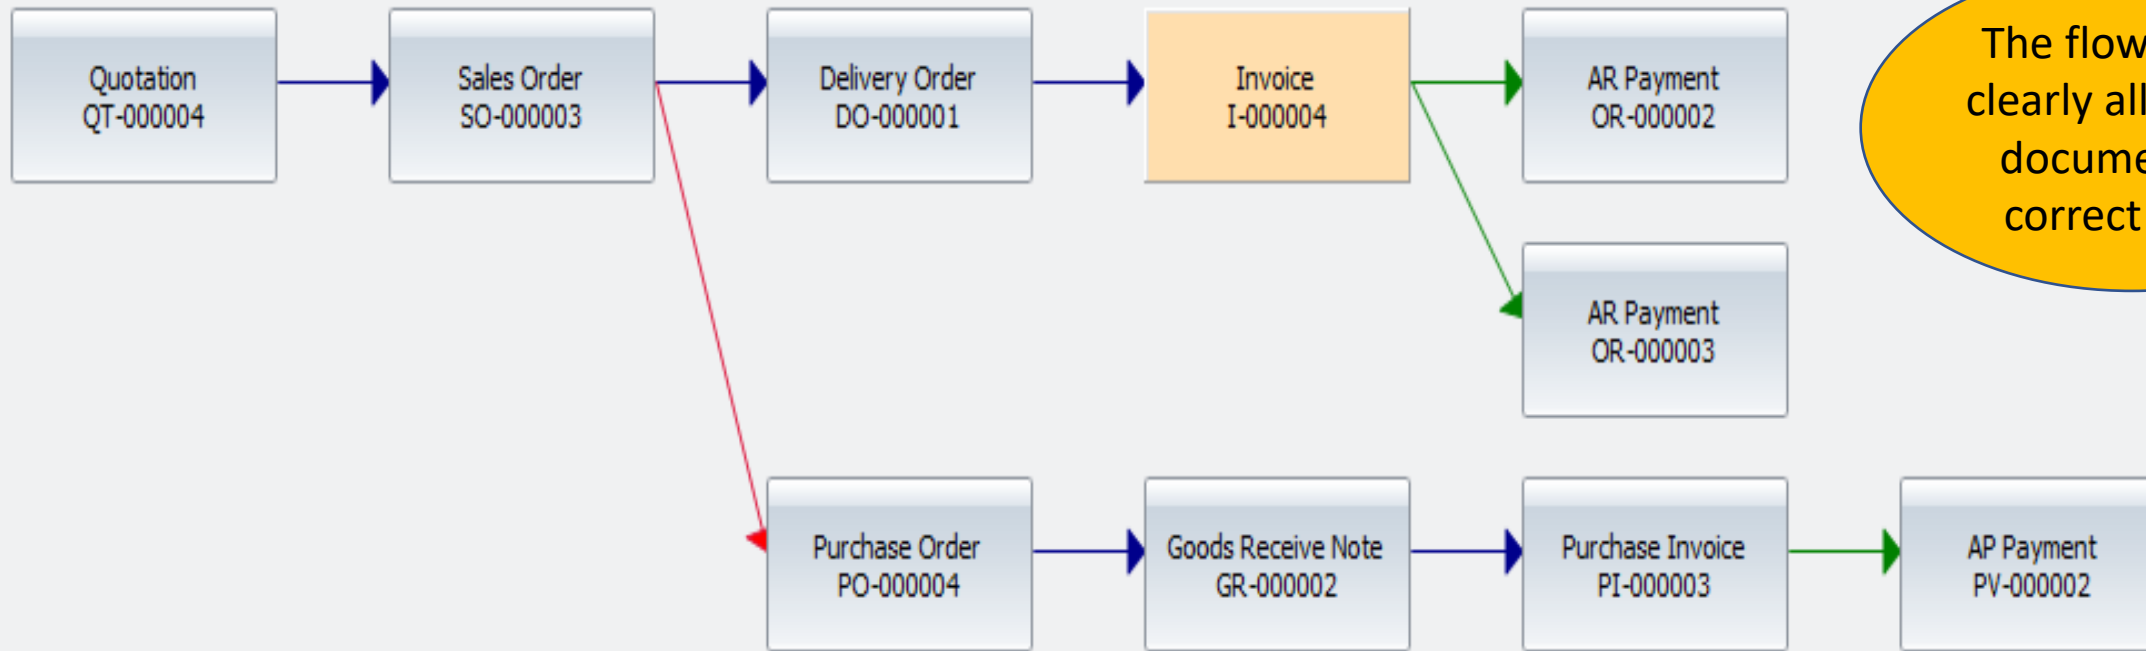 Quotation
QT-000004
Sales Order
SO-000003
Delivery Order
DO-000001
Invoice
I-000004
AR Payment
OR-000002
The flow
clearly all
docume
correct
AR Payment
OR-000003
Purchase Order
PO-000004
Goods Receive Note
GR-000002
Purchase Invoice
PI-000003
AP Payment
PV-000002